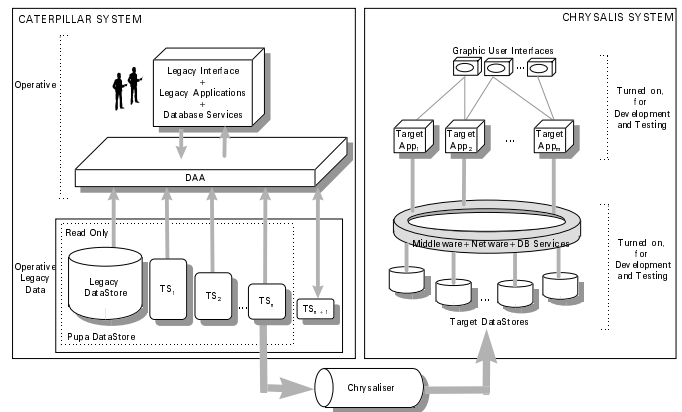 CATERPILLAR SYSTEM
Operative
Legacy Interface
+
Legacy Applications
+
Database Services
DAA
Operative
Legacy
Data
Read Only
Legacy
DataStore
TS1
TS2
...
TSn
TSn + 1
Pupa DataStore
Chrysaliser
CHRYSALIS SYSTEM
Graphic User Interfaces
...
Target
App1
Target
App2
...
Target
Appm
Turned on,
for
Development
and Testing
Middleware+ Netware+ DB Services
...
Target DataStores
Turned on,
for
Development
and Testing